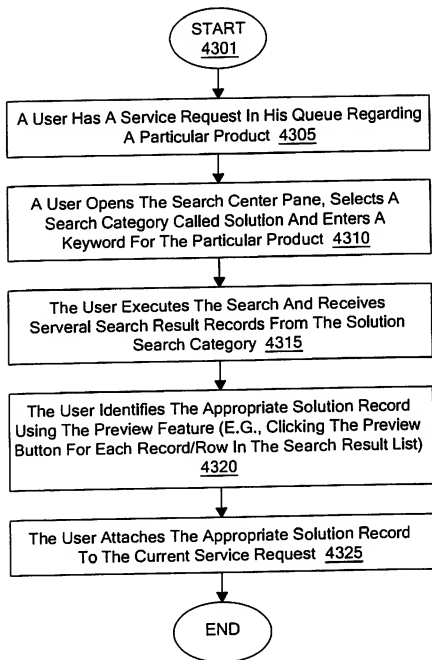 START
4301
A User Has A Service Request In His Queue Regarding
A Particular Product 4305
A User Opens The Search Center Pane, Selects A
Search Category Called Solution And Enters A
Keyword For The Particular Product 4310
The User Executes The Search And Receives
Serveral Search Result Records From The Solution
Search Category 4315
The User Identifies The Appropriate Solution Record
Using The Preview Feature (E.G., Clicking The Preview
Button For Each Record/Row In The Search Result List)
4320
The User Attaches The Appropriate Solution Record
To The Current Service Request 4325
END